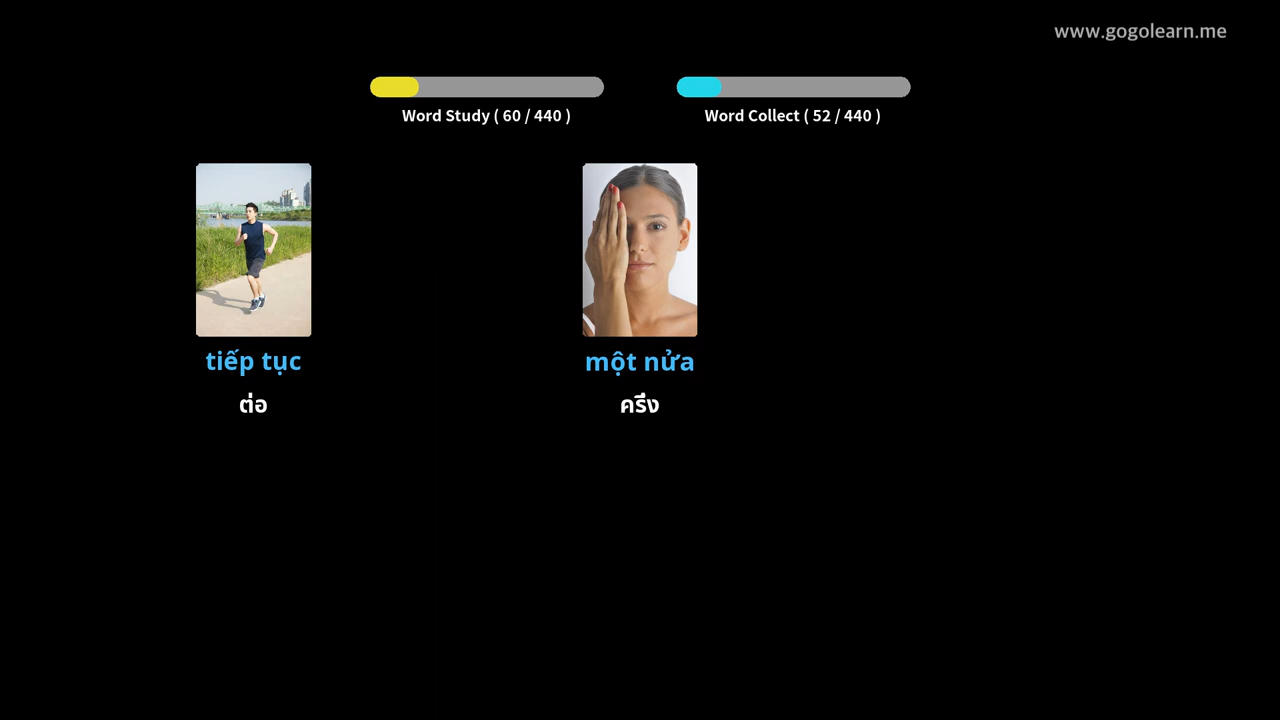 www.gogolearn.me
Word Study ( 60 / 440 )
Word Collect ( 52 / 440 )
tiếp tục
một nửa
ต่อ
ครึ่ง